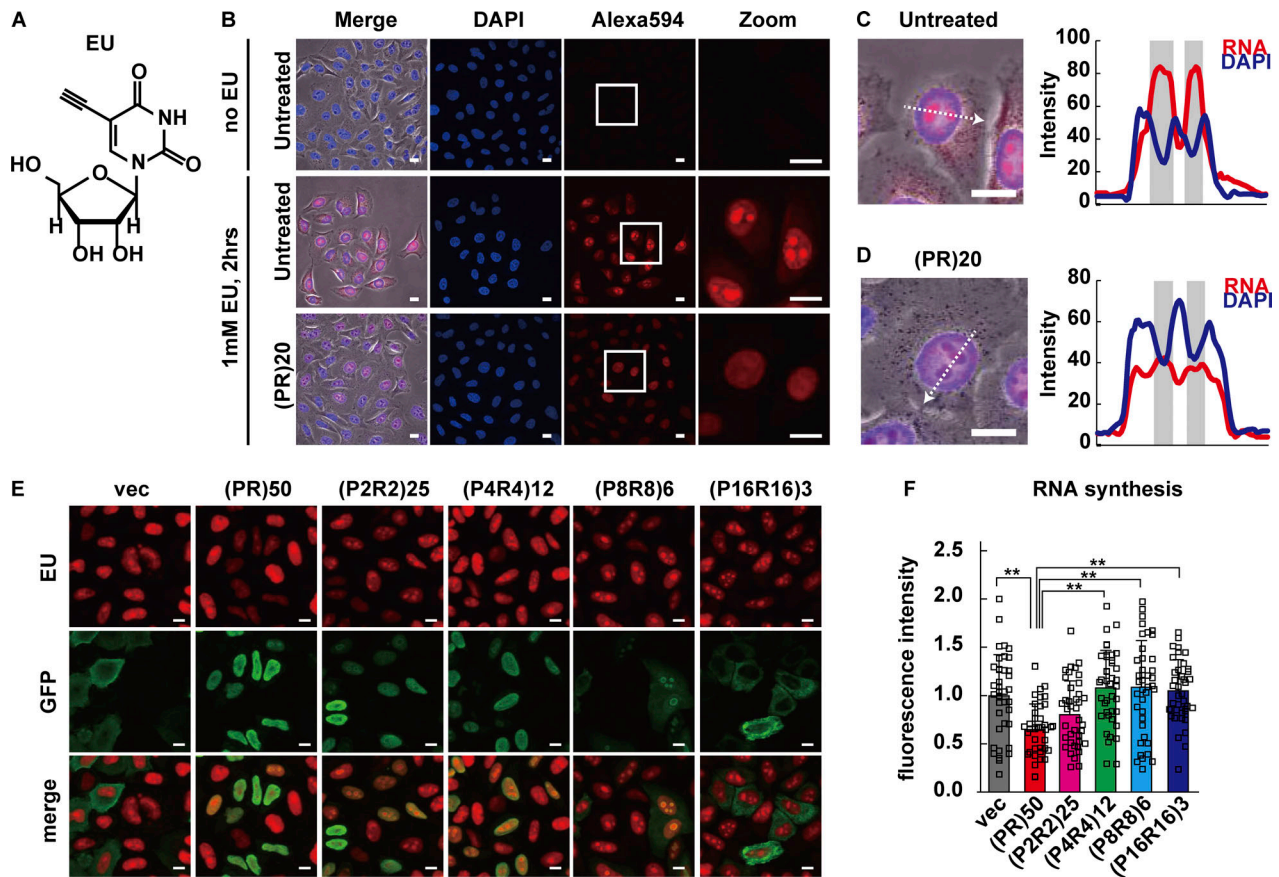 A
EU
O
NH
N
O
HO
O
H
H
OH
OH
B
Merge
DAPI
Alexa594
Zoom
no EU
Untreated
1mM EU, 2hrs
Untreated
(PR)20
C
Untreated
RNA
DAPI
Intensity
100
80
60
40
20
0
D
(PR)20
RNA
DAPI
Intensity
80
60
40
20
0
E
vec
(PR)50
(P2R2)25
(P4R4)12
(P8R8)6
(P16R16)3
EU
GFP
merge
F
RNA synthesis
fluorescence intensity
2.5
2.0
1.5
1.0
0.5
0.0
**
**
**
**
vec
(PR)50
(P2R2)25
(P4R4)12
(P8R8)6
(P16R16)3